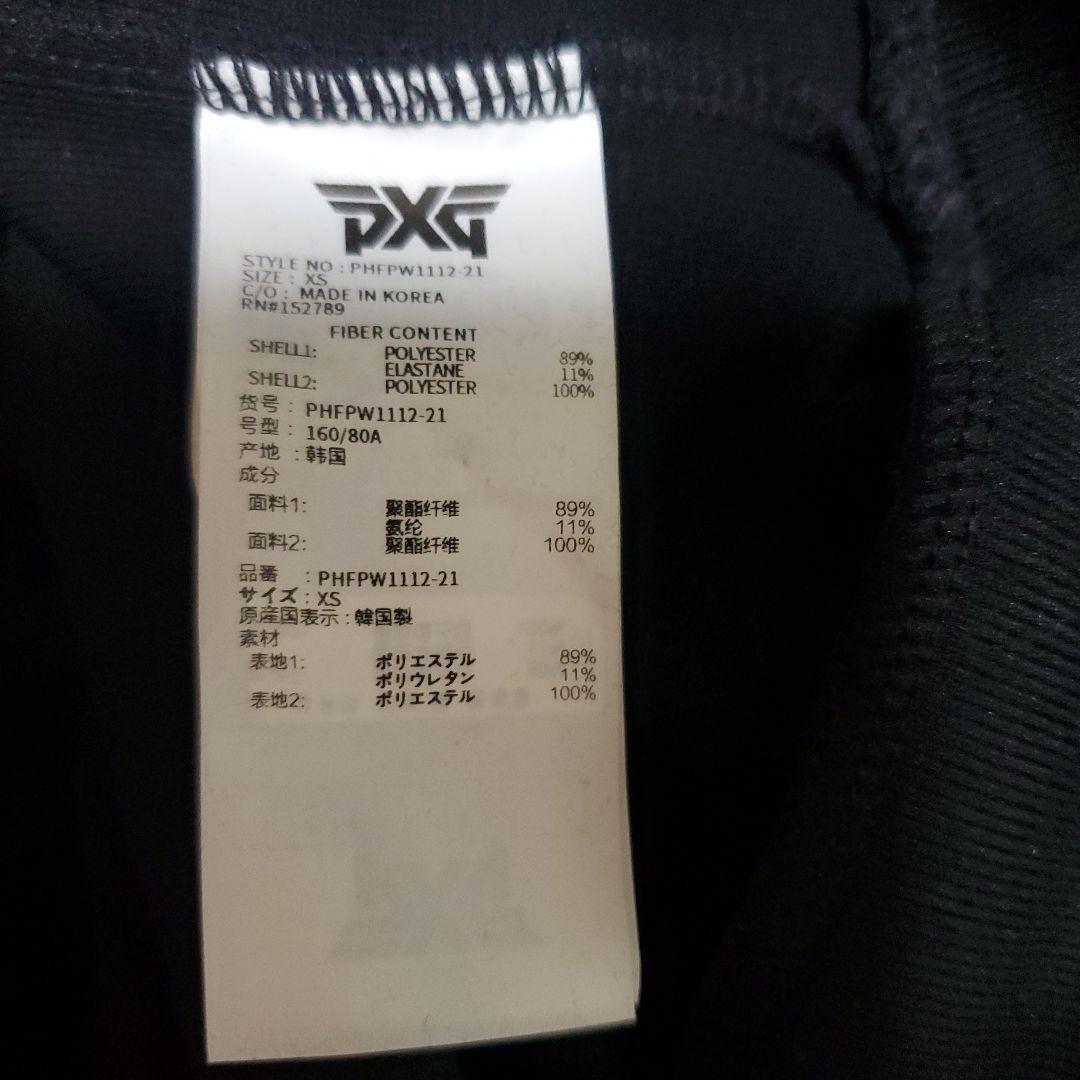 PXG
STYLE NO : PHFPW1112-21
SIZE : XS
C/O : MADE IN KOREA
RN#152789
FIBER CONTENT
SHELL1: POLYESTER 89%
ELASTANE 11%
SHELL2: POLYESTER 100%
货号 : PHFPW1112-21
号型 : 160/80A
产地 : 韩国
成分
面料1: 聚酯纤维 89%
氨纶 11%
面料2: 聚酯纤维 100%
品番 : PHFPW1112-21
サイズ : XS
原産国表示 : 韓国製
素材
表地1: ポリエステル 89%
ポリウレタン 11%
表地2: ポリエステル 100%